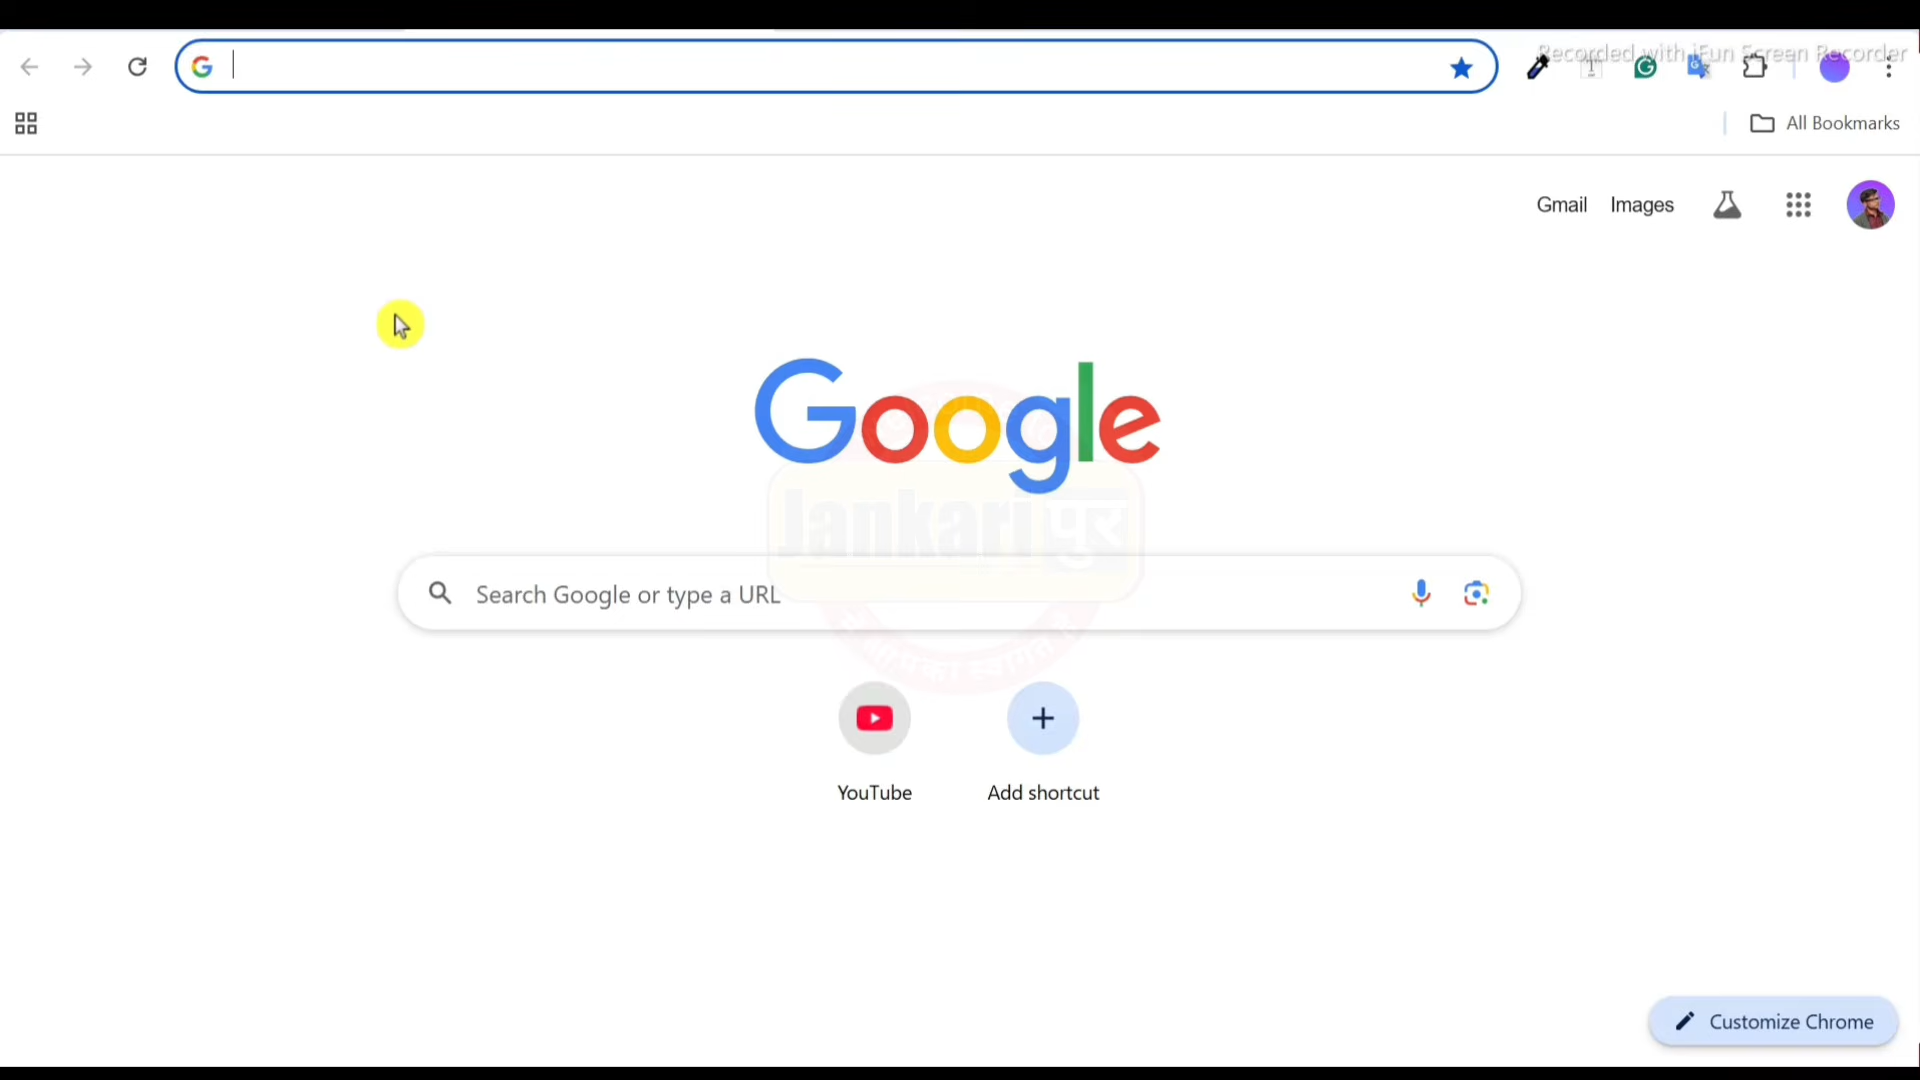 Recorded with iFun Screen Recorder
All Bookmarks
Gmail Images
Google
Jankari पुर
Search Google or type a URL
YouTube Add shortcut
Customize Chrome